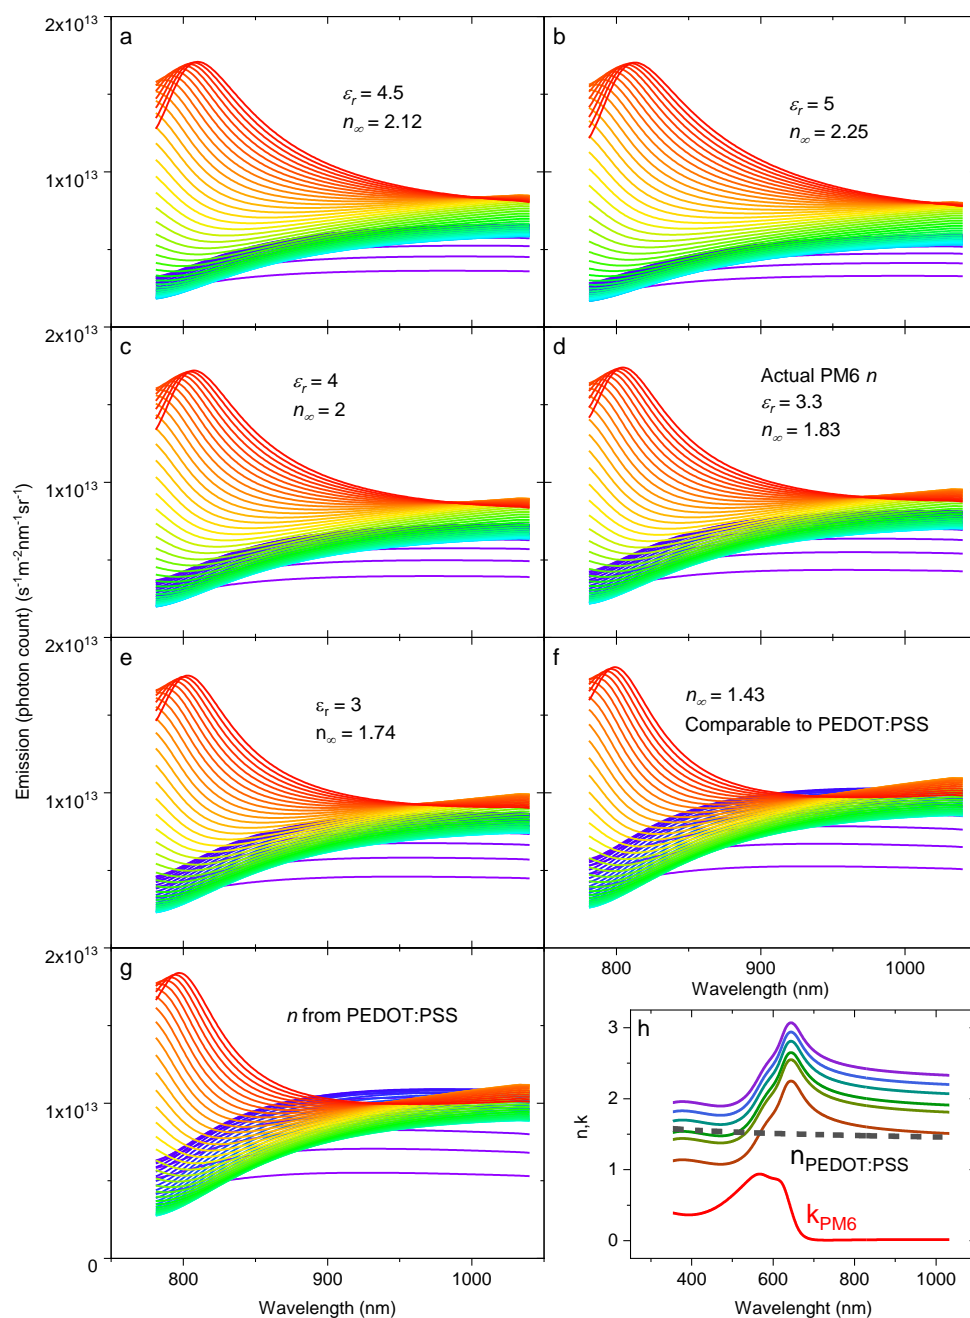 2x10¹³
a
b
εr = 4.5
n∞ = 2.12
εr = 5
n∞ = 2.25
1x10¹³
2x10¹³
c
d
εr = 4
n∞ = 2
Actual PM6 n
εr = 3.3
n∞ = 1.83
1x10¹³
Emission (photon count) (s⁻¹m⁻²nm⁻¹sr⁻¹)
2x10¹³
e
f
εr = 3
n∞ = 1.74
n∞ = 1.43
Comparable to PEDOT:PSS
1x10¹³
2x10¹³
g
n from PEDOT:PSS
800 900 1000
Wavelength (nm)
1x10¹³
0
800 900 1000
Wavelength (nm)
h
3
2
1
0
n,k
nPEDOT:PSS
kPM6
400 600 800 1000
Wavelenght (nm)